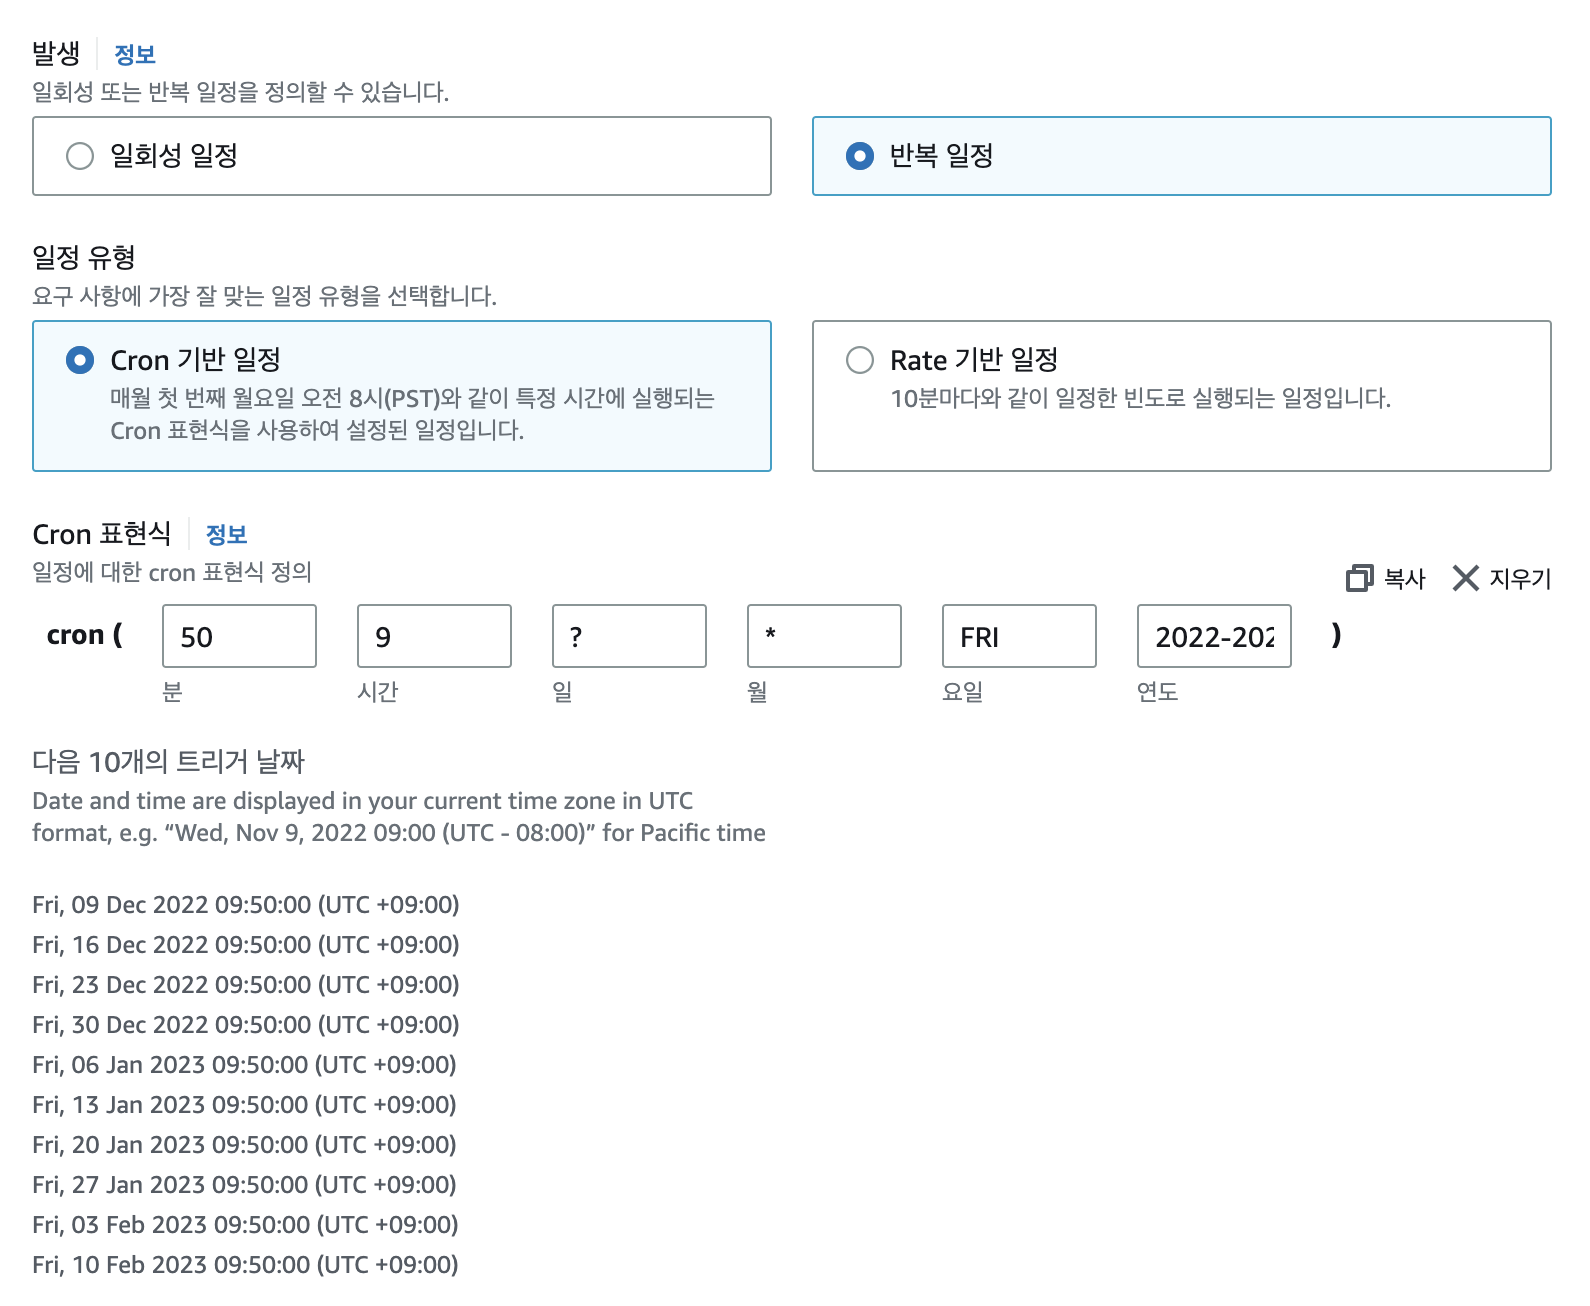 발생 정보
일회성 또는 반복 일정을 정의할 수 있습니다.
일회성 일정
반복 일정
일정 유형
요구 사항에 가장 잘 맞는 일정 유형을 선택합니다.
Cron 기반 일정
매월 첫 번째 월요일 오전 8시(PST)와 같이 특정 시간에 실행되는
Cron 표현식을 사용하여 설정된 일정입니다.
Rate 기반 일정
10분마다와 같이 일정한 빈도로 실행되는 일정입니다.
Cron 표현식 정보
일정에 대한 cron 표현식 정의
복사 지우기
cron ( 50 9 ? * FRI 2022-202 )
분 시간 일 월 요일 연도
다음 10개의 트리거 날짜
Date and time are displayed in your current time zone in UTC
format, e.g. “Wed, Nov 9, 2022 09:00 (UTC - 08:00)” for Pacific time
Fri, 09 Dec 2022 09:50:00 (UTC +09:00)
Fri, 16 Dec 2022 09:50:00 (UTC +09:00)
Fri, 23 Dec 2022 09:50:00 (UTC +09:00)
Fri, 30 Dec 2022 09:50:00 (UTC +09:00)
Fri, 06 Jan 2023 09:50:00 (UTC +09:00)
Fri, 13 Jan 2023 09:50:00 (UTC +09:00)
Fri, 20 Jan 2023 09:50:00 (UTC +09:00)
Fri, 27 Jan 2023 09:50:00 (UTC +09:00)
Fri, 03 Feb 2023 09:50:00 (UTC +09:00)
Fri, 10 Feb 2023 09:50:00 (UTC +09:00)